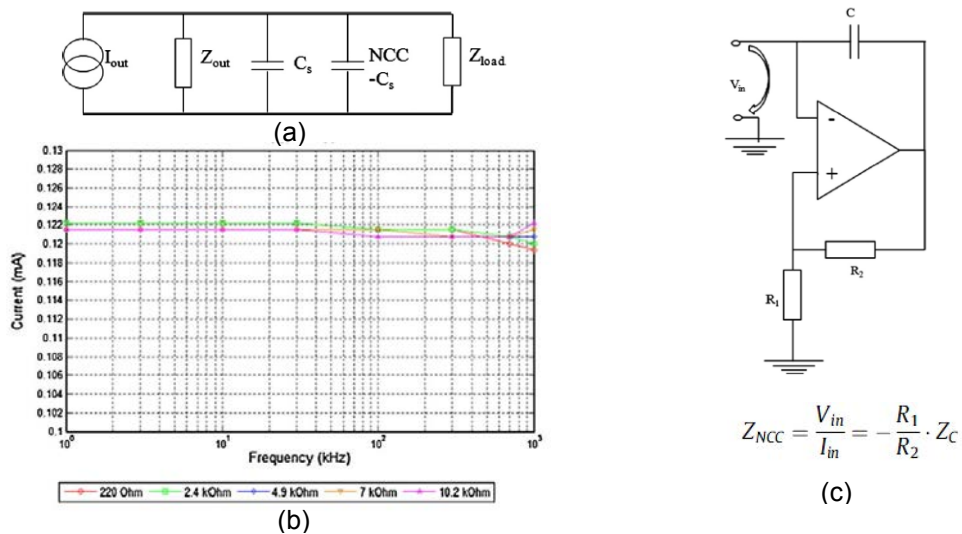 I_out
Z_out
C_s
NCC
-C_s
Z_load
(a)
0.13
0.128
0.126
0.124
0.122
0.120
0.118
0.116
0.114
0.112
0.11
0.108
0.106
0.104
0.102
0.1
Current (mA)
10^0 10^1 10^2 10^3
Frequency (kHz)
220 Ohm 2.4 kOhm 4.9 kOhm 7 kOhm 10.2 kOhm
(b)
C
V_in
-
+
R_2
R_1
Z_NCC = V_in / I_in = - R_1 / R_2 · Z_C
(c)